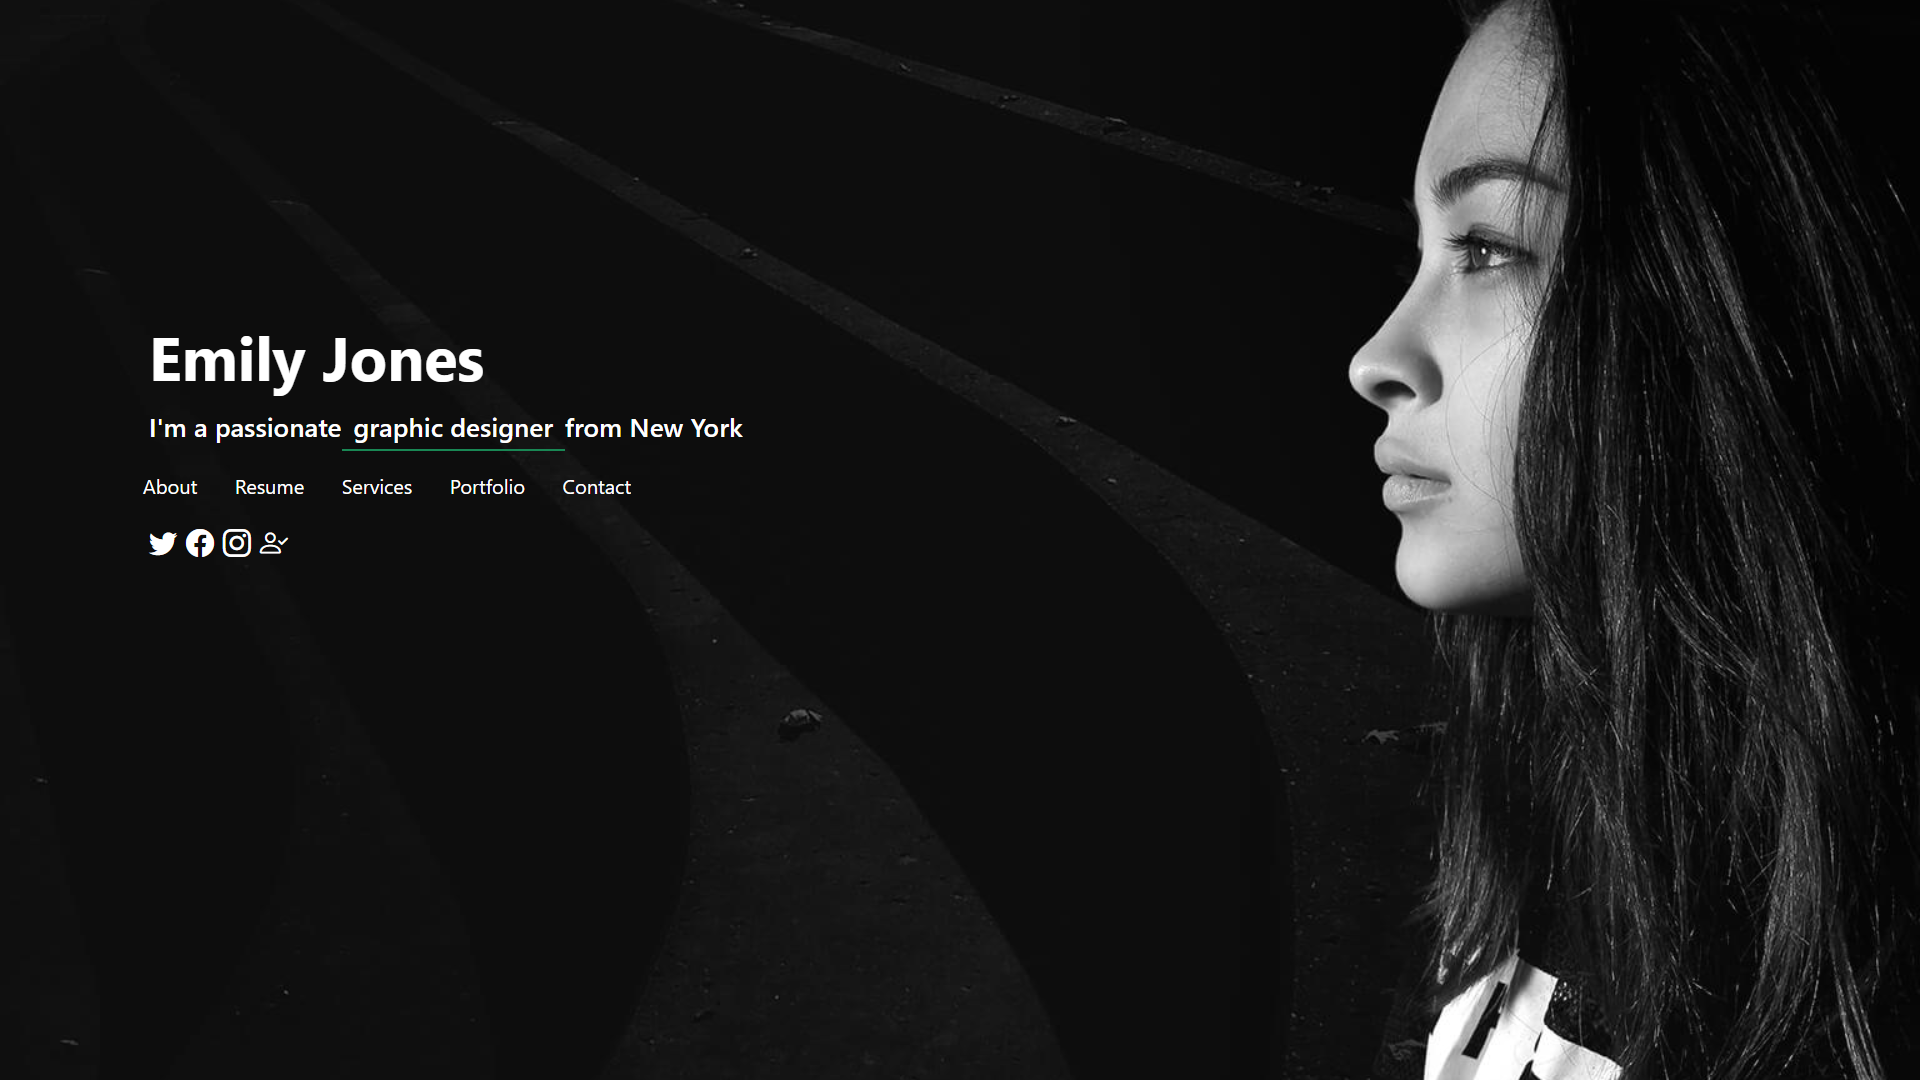 Emily Jones
I'm a passionate graphic designer from New York
About Resume Services Portfolio Contact